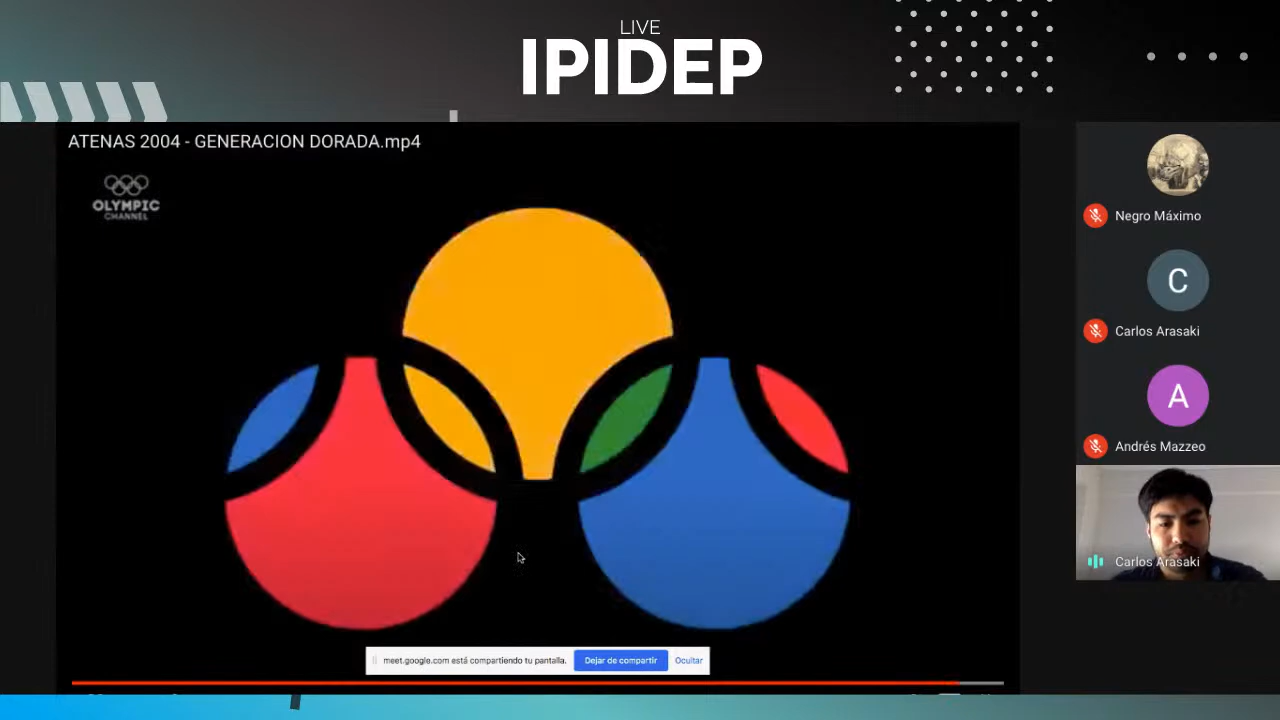 LIVE
IPIDEP
ATENAS 2004 - GENERACION DORADA.mp4
OLYMPIC
CHANNEL
Negro Máximo
C
Carlos Arasaki
A
Andrés Mazzeo
Carlos Arasaki
meet.google.com está compartiendo tu pantalla. Dejar de compartir Ocultar